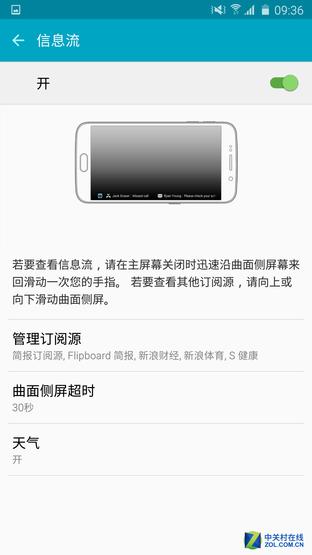 09:36
信息流
开
Jack Eraser : Missed call
Ryan Young : Please check your sc
若要查看信息流，请在主屏幕关闭时迅速沿曲面侧屏幕来
回滑动一次您的手指。 若要查看其他订阅源，请向上或
向下滑动曲面侧屏。
管理订阅源
简报订阅源, Flipboard 简报, 新浪财经, 新浪体育, S 健康
曲面侧屏超时
30秒
天气
开
中关村在线
ZOL.COM.CN